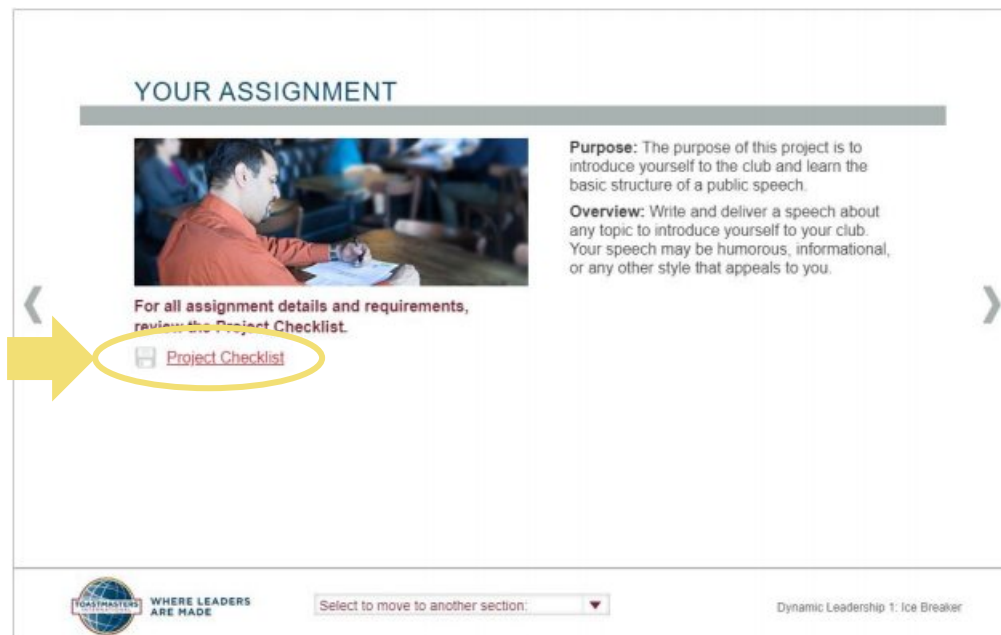 YOUR ASSIGNMENT
For all assignment details and requirements,
review the Project Checklist.
Project Checklist
Purpose: The purpose of this project is to
introduce yourself to the club and learn the
basic structure of a public speech.
Overview: Write and deliver a speech about
any topic to introduce yourself to your club.
Your speech may be humorous, informational,
or any other style that appeals to you.
TOASTMASTERS
INTERNATIONAL
WHERE LEADERS
ARE MADE
Select to move to another section:
Dynamic Leadership 1: Ice Breaker